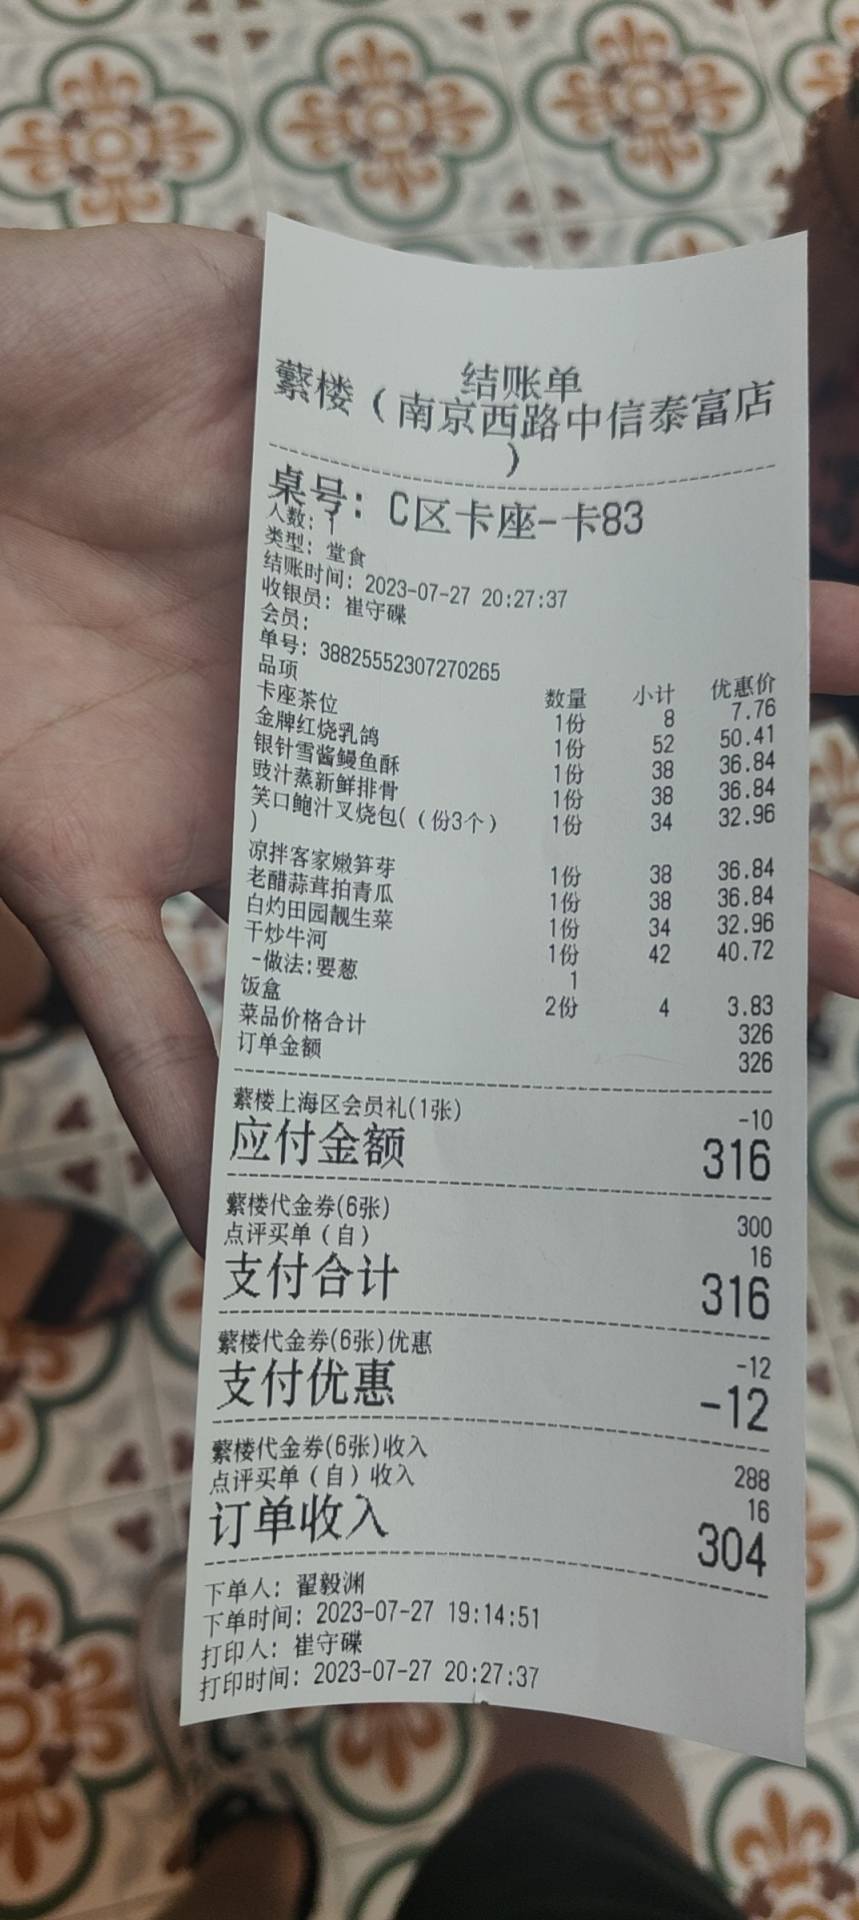 结账单
蘩楼（南京西路中信泰富店
）
桌号：C区卡座-卡83
人数：1
类型：堂食
结账时间：2023-07-27 20:27:37
收银员：崔守碟
会员：
单号：38825552307270265
品项 数量 小计 优惠价
卡座茶位 1份 8 7.76
金牌红烧乳鸽 1份 52 50.41
银针雪酱鳗鱼酥 1份 38 36.84
豉汁蒸新鲜排骨 1份 38 36.84
笑口鲍汁叉烧包(（份3个） 1份 34 32.96
)
凉拌客家嫩笋芽 1份 38 36.84
老醋蒜茸拍青瓜 1份 38 36.84
白灼田园靓生菜 1份 34 32.96
干炒牛河 1份 42 40.72
-做法:要葱 1
饭盒 2份 4 3.83
菜品价格合计 326
订单金额 326
蘩楼上海区会员礼(1张) -10
应付金额 316
蘩楼代金券(6张) 300
点评买单（自） 16
支付合计 316
蘩楼代金券(6张)优惠 -12
支付优惠 -12
蘩楼代金券(6张)收入 288
点评买单（自）收入 16
订单收入 304
下单人：翟毅渊
下单时间：2023-07-27 19:14:51
打印人：崔守碟
打印时间：2023-07-27 20:27:37